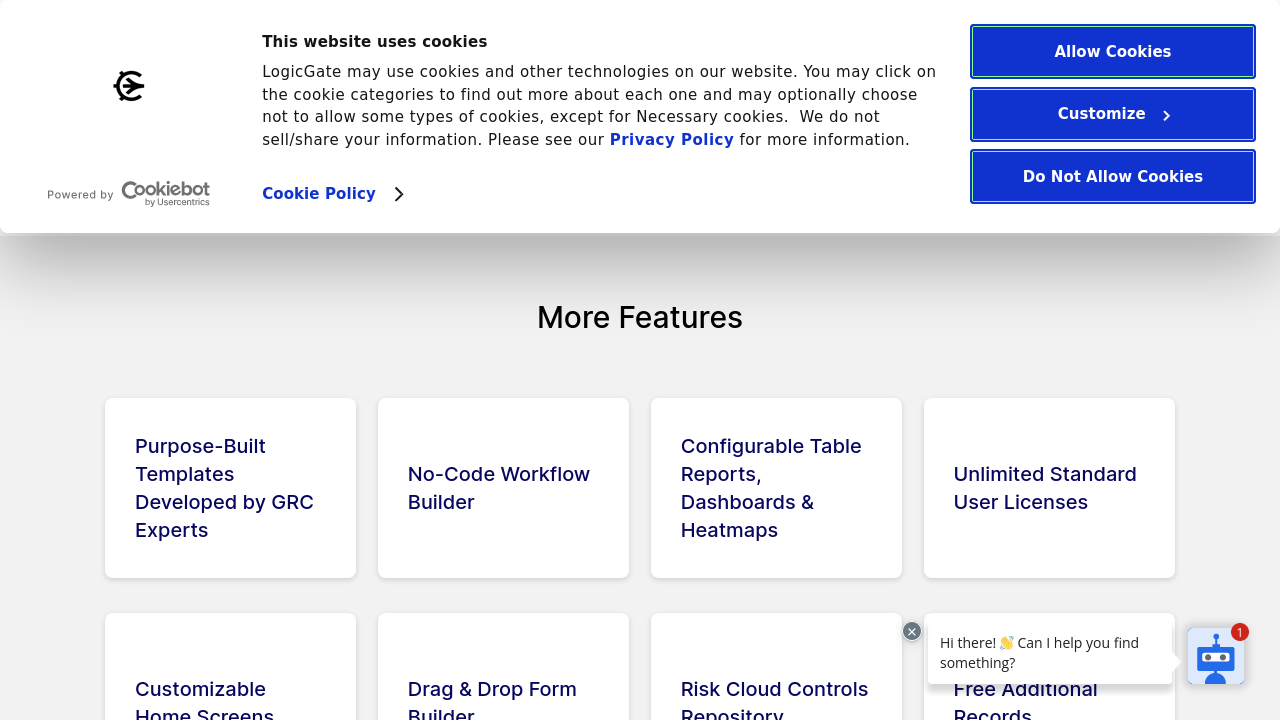 This website uses cookies
LogicGate may use cookies and other technologies on our website. You may click on
the cookie categories to find out more about each one and may optionally choose
not to allow some types of cookies, except for Necessary cookies.  We do not
sell/share your information. Please see our Privacy Policy for more information.
Cookie Policy
Powered by Cookiebot
by Usercentrics
Allow Cookies
Customize
Do Not Allow Cookies
More Features
Purpose-Built
Templates
Developed by GRC
Experts
No-Code Workflow
Builder
Configurable Table
Reports,
Dashboards &
Heatmaps
Unlimited Standard
User Licenses
Customizable
Home Screens
Drag & Drop Form
Builder
Risk Cloud Controls
Repository
Free Additional
Records
Hi there! 👋 Can I help you find
something?
1